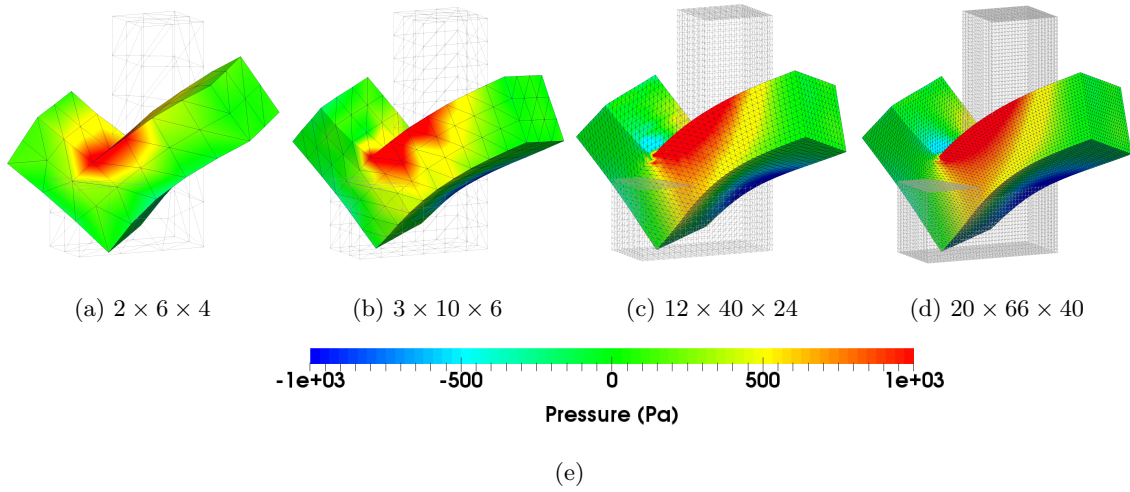 (a) 2 × 6 × 4
(b) 3 × 10 × 6
(c) 12 × 40 × 24
(d) 20 × 66 × 40
-1e+03 -500 0 500 1e+03
Pressure (Pa)
(e)